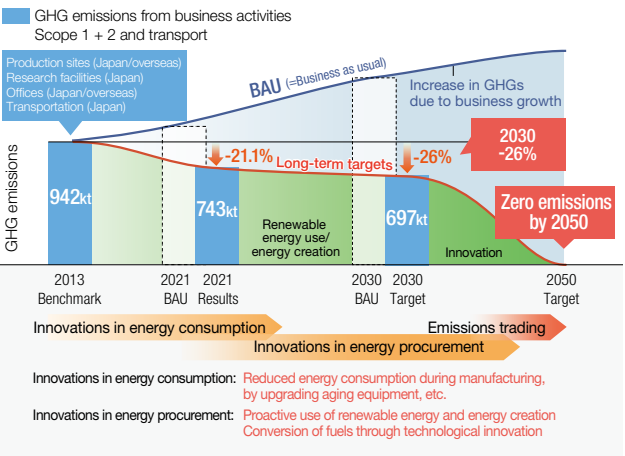 GHG emissions from business activities
Scope 1 + 2 and transport
Production sites (Japan/overseas)
Research facilities (Japan)
Offices (Japan/overseas)
Transportation (Japan)
BAU (=Business as usual)
Increase in GHGs
due to business growth
GHG emissions
942kt
-21.1%
743kt
Long-term targets
-26%
697kt
2030
-26%
Zero emissions
by 2050
Renewable
energy use/
energy creation
Innovation
2013
Benchmark
2021
BAU
2021
Results
2030
BAU
2030
Target
2050
Target
Innovations in energy consumption
Emissions trading
Innovations in energy procurement
Innovations in energy consumption: Reduced energy consumption during manufacturing,
by upgrading aging equipment, etc.
Innovations in energy procurement: Proactive use of renewable energy and energy creation
Conversion of fuels through technological innovation